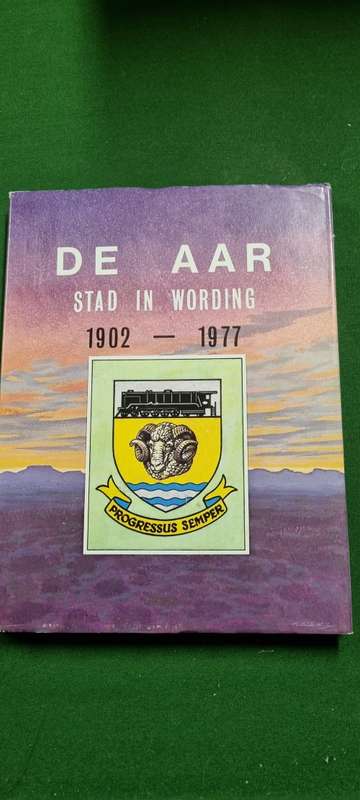 DE AAR
STAD IN WORDING
1902 — 1977
PROGRESSUS SEMPER